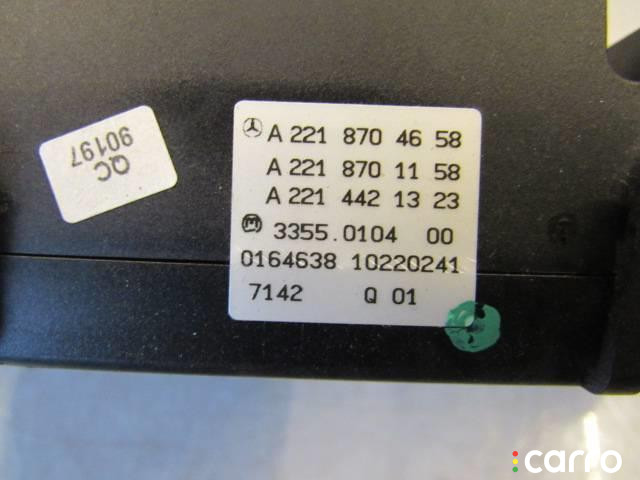 QC
90197
A 221 870 46 58
A 221 870 11 58
A 221 442 13 23
M 3355.0104 00
0164638 10220241
7142 Q 01
carro